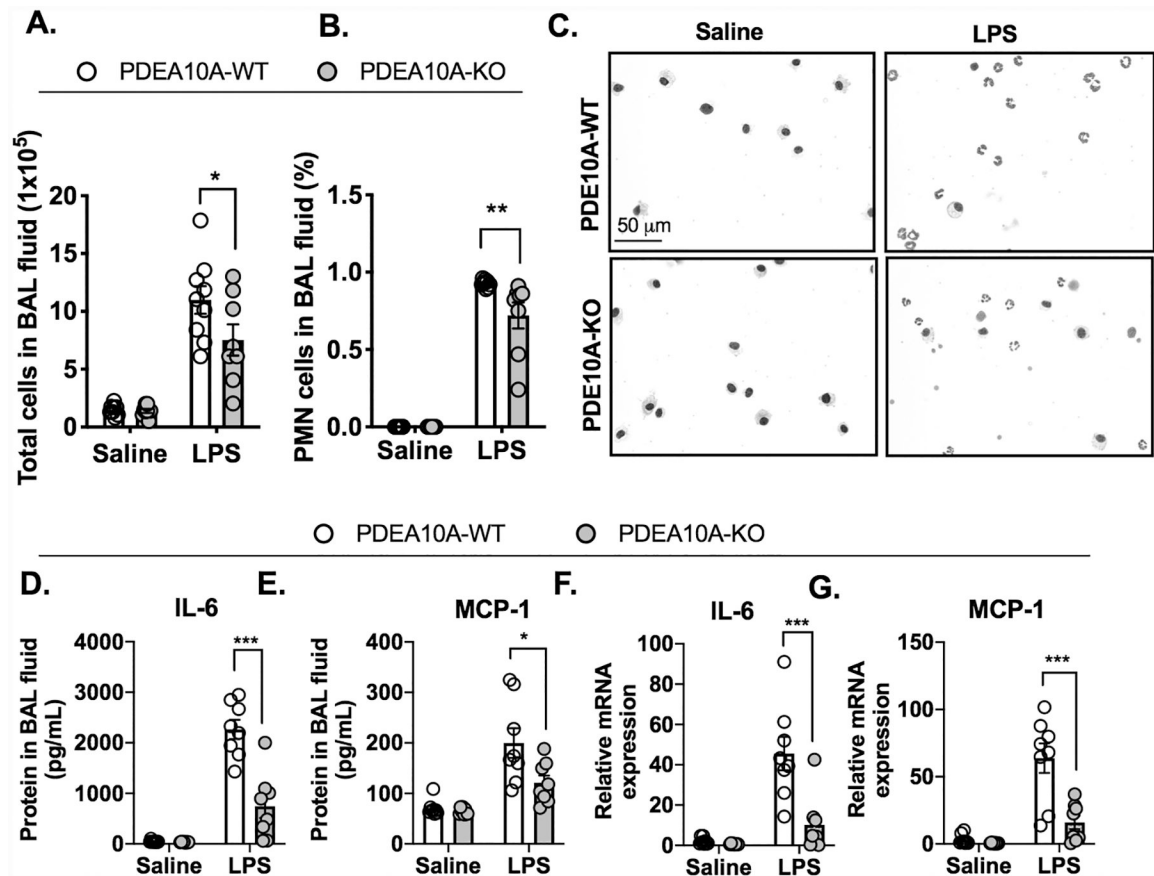 A.
B.
C.
PDEA10A-WT PDEA10A-KO
Saline LPS
PDE10A-WT
PDE10A-KO
50 μm
Total cells in BAL fluid (1x10⁵)
20
15
10
5
0
*
Saline LPS
PMN cells in BAL fluid (%)
1.5
1.0
0.5
0.0
**
Saline LPS
PDEA10A-WT PDEA10A-KO
D.
IL-6
Protein in BAL fluid
(pg/mL)
4000
3000
2000
1000
0
***
Saline LPS
E.
MCP-1
Protein in BAL fluid
(pg/mL)
400
300
200
100
0
*
Saline LPS
F.
IL-6
Relative mRNA
expression
100
80
60
40
20
0
***
Saline LPS
G.
MCP-1
Relative mRNA
expression
150
100
50
0
***
Saline LPS